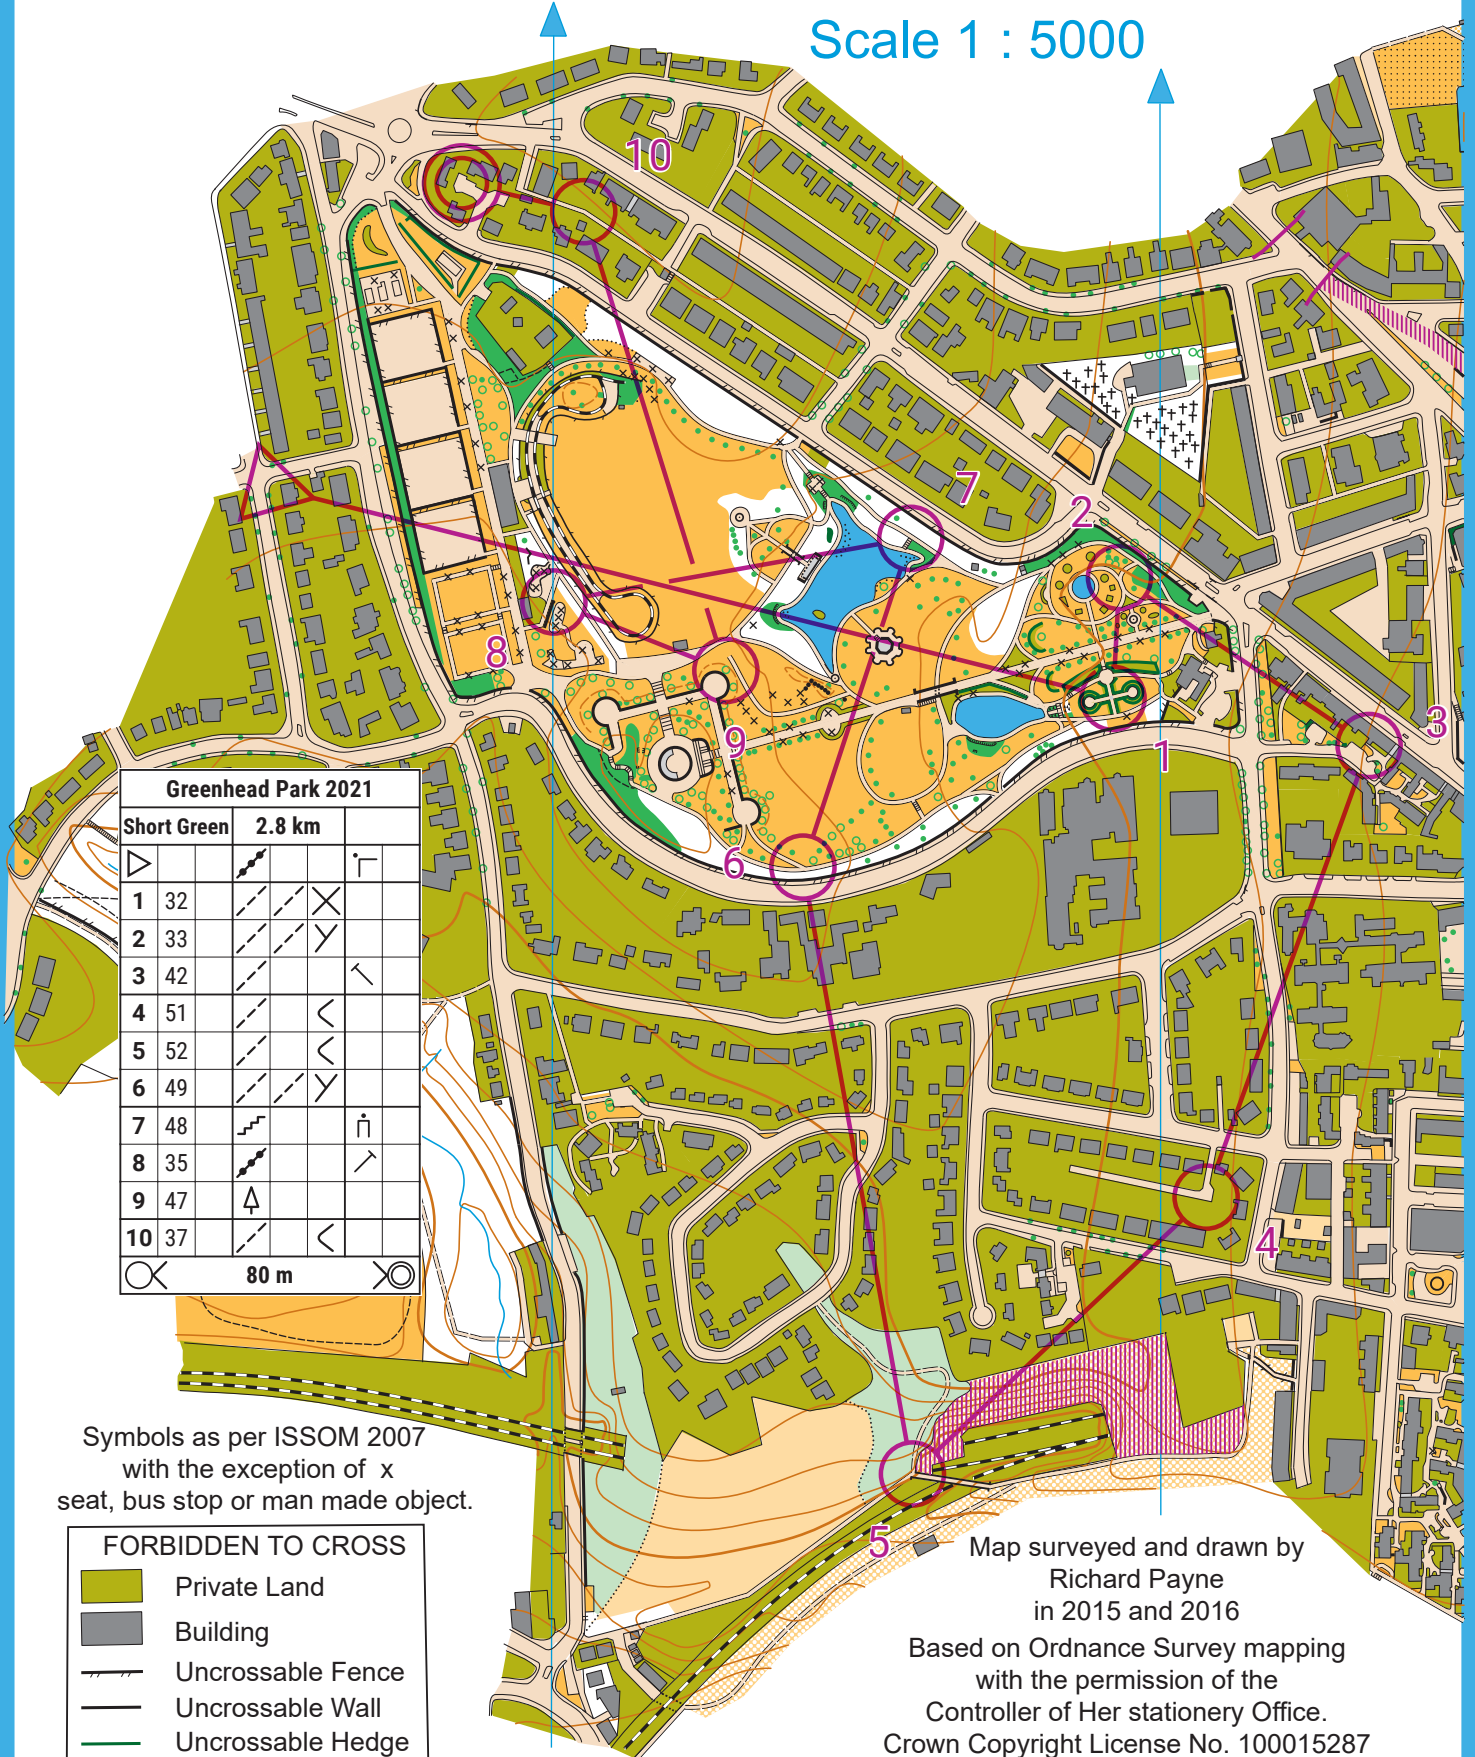 Scale 1 : 5000
10
7
2
8
3
9
1
6
Greenhead Park 2021
Short Green 2.8 km
1 32
2 33
3 42
4 51
5 52
6 49
7 48
8 35
9 47
10 37
80 m
4
5
Symbols as per ISSOM 2007
with the exception of x
seat, bus stop or man made object.
FORBIDDEN TO CROSS
Private Land
Building
Uncrossable Fence
Uncrossable Wall
Uncrossable Hedge
Map surveyed and drawn by
Richard Payne
in 2015 and 2016
Based on Ordnance Survey mapping
with the permission of the
Controller of Her stationery Office.
Crown Copyright License No. 100015287